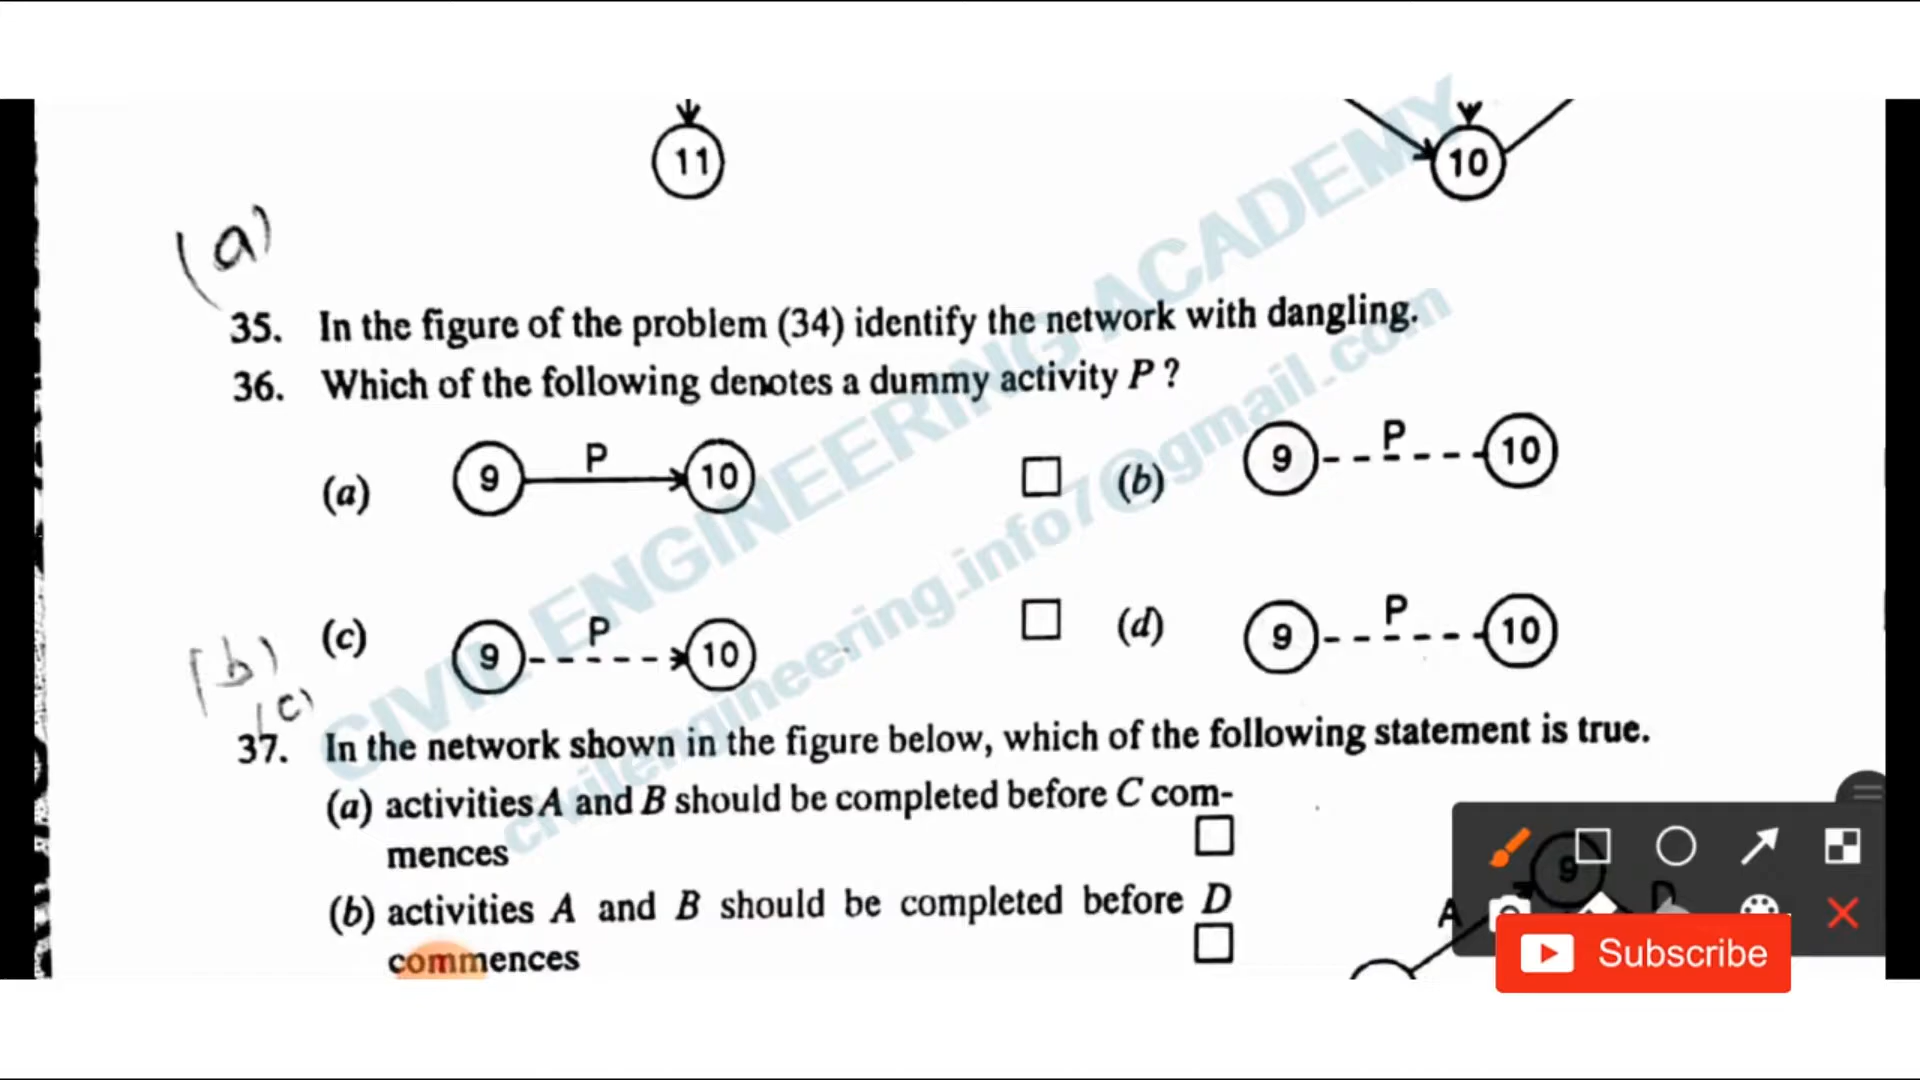 11
10
(a)
35. In the figure of the problem (34) identify the network with dangling.
36. Which of the following denotes a dummy activity P ?
(a) 9 P 10
(b) 9 P 10
(c) 9 P 10
(d) 9 P 10
(b)
(c)
37. In the network shown in the figure below, which of the following statement is true.
(a) activities A and B should be completed before C com-
mences
(b) activities A and B should be completed before D
commences
9
A
D
Subscribe
CIVIL ENGINEERING ACADEMY
civilengineering.info7@gmail.com